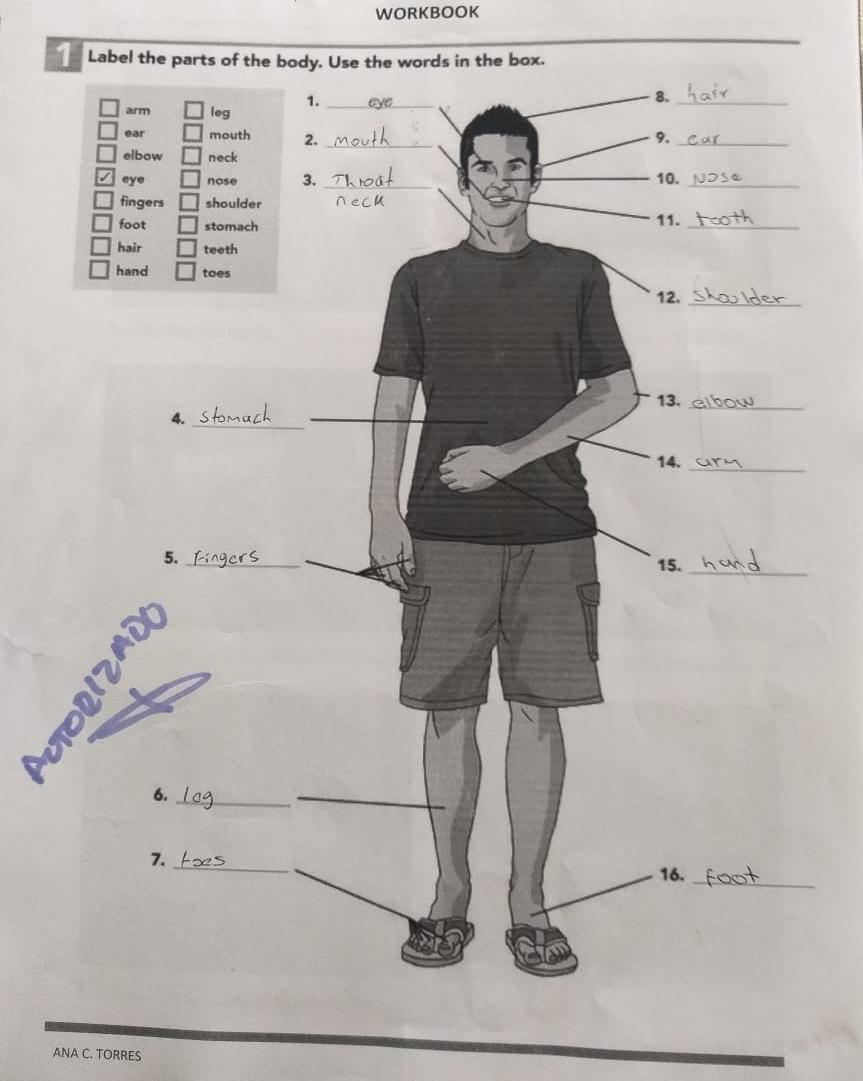 WORKBOOK
1 Label the parts of the body. Use the words in the box.
arm
ear
elbow
✓ eye
fingers
foot
hair
hand
leg
mouth
neck
nose
shoulder
stomach
teeth
toes
1. eye
2. mouth
3. Throat
neck
4. stomach
5. Fingers
6. leg
7. toes
8. hair
9. ear
10. Nose
11. tooth
12. shoulder
13. elbow
14. arm
15. hand
16. foot
AUTORIZADO
ANA C. TORRES